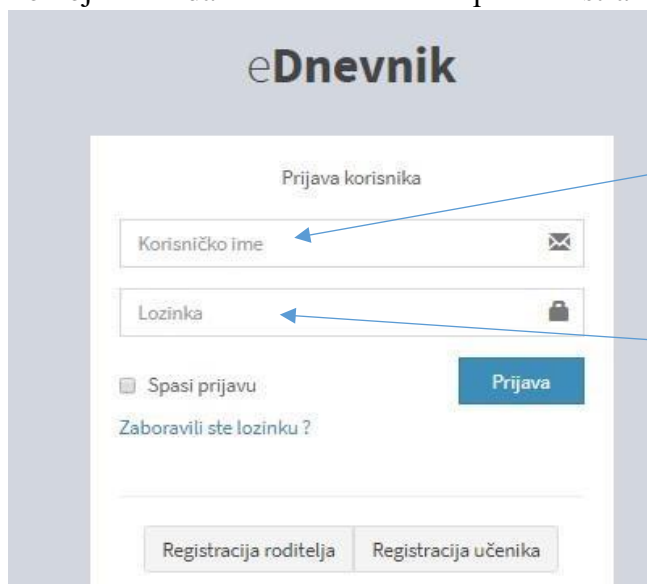 eDnevnik
Prijava korisnika
Korisničko ime
Lozinka
Spasi prijavu
Prijava
Zaboravili ste lozinku ?
Registracija roditelja
Registracija učenika